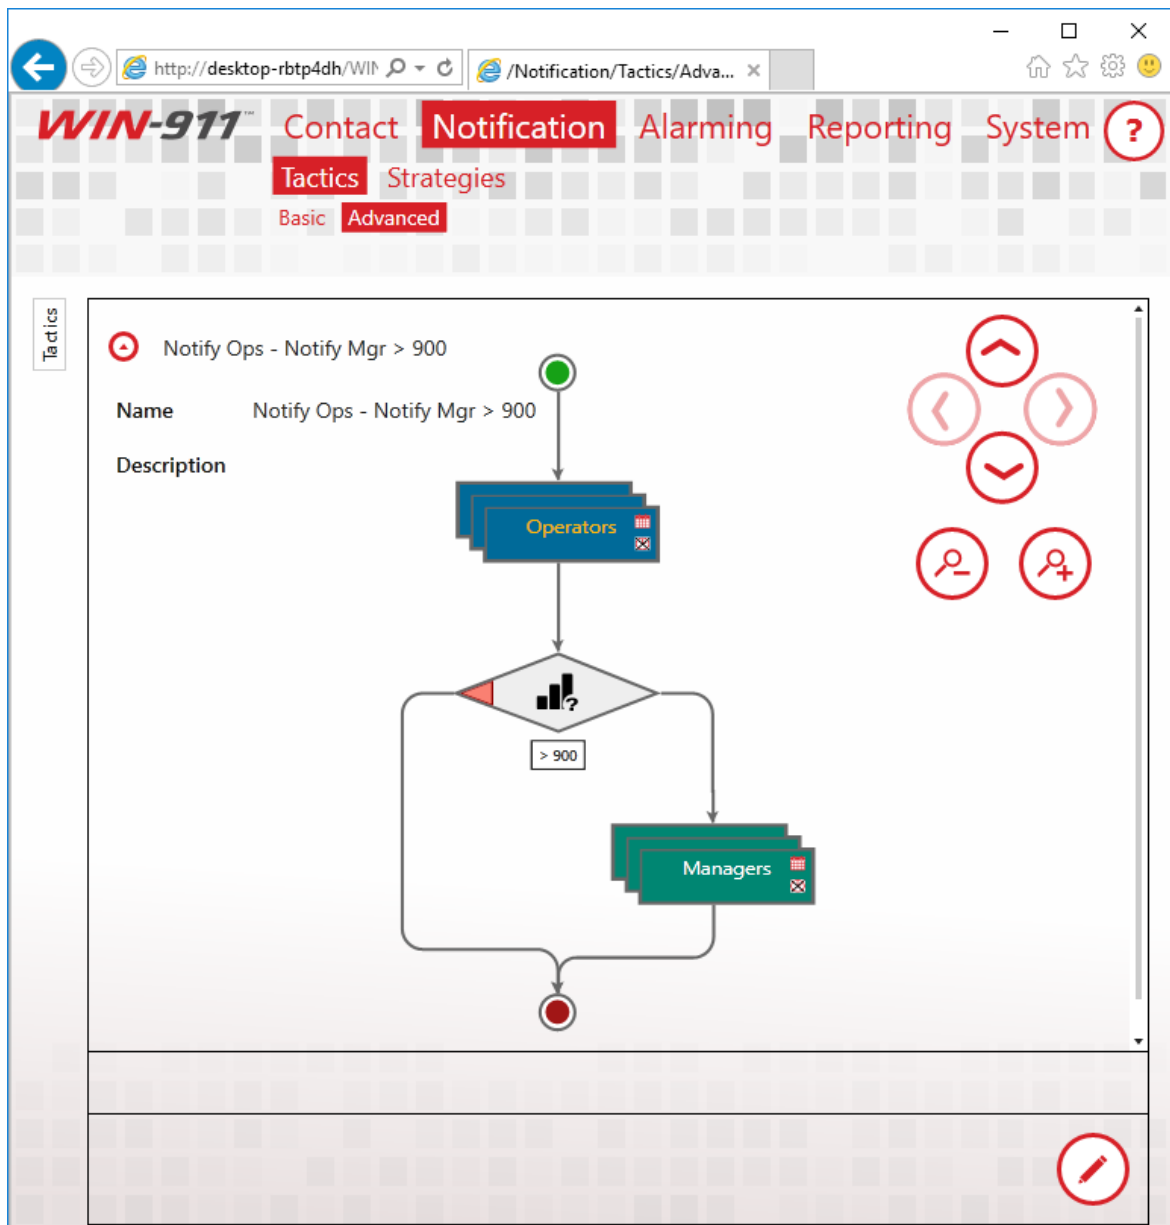 http://desktop-rbtp4dh/WIN
/Notification/Tactics/Adva...
WIN-911™
Contact Notification Alarming Reporting System ?
Tactics Strategies
Basic Advanced
Tactics
Notify Ops - Notify Mgr > 900
Name Notify Ops - Notify Mgr > 900
Description
Operators
?
> 900
Managers